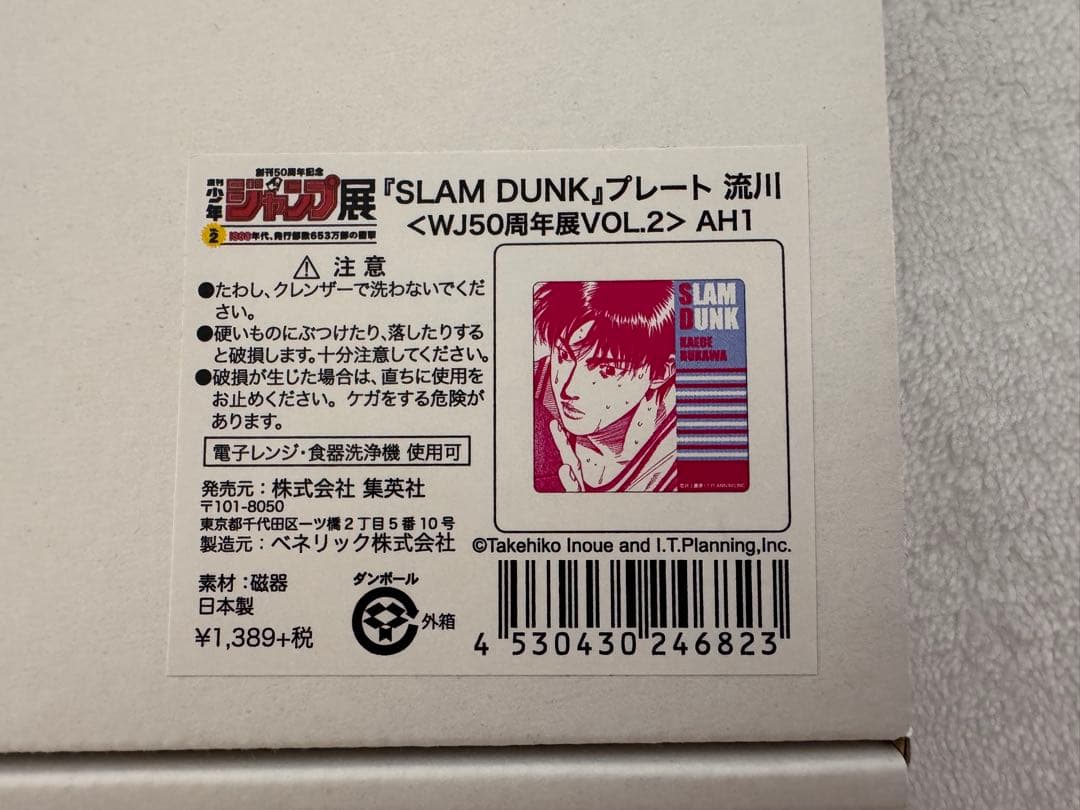 創刊50周年記念
週刊
少年
ジャンプ展
VOL.2
1990年代、発行部数653万部の衝撃
『SLAM DUNK』プレート 流川
<WJ50周年展VOL.2> AH1
⚠ 注意
●たわし、クレンザーで洗わないでくだ
さい。
●硬いものにぶつけたり、落したりする
と破損します。十分注意してください。
●破損が生じた場合は、直ちに使用を
お止めください。ケガをする危険が
あります。
電子レンジ・食器洗浄機 使用可
発売元：株式会社 集英社
〒101-8050
東京都千代田区一ツ橋2丁目5番10号
製造元：ベネリック株式会社
素材：磁器
日本製
¥1,389+税
ダンボール
外箱
SLAM
DUNK
KAEDE
RUKAWA
©Takehiko Inoue and I.T.Planning,Inc.
4 530430 246823